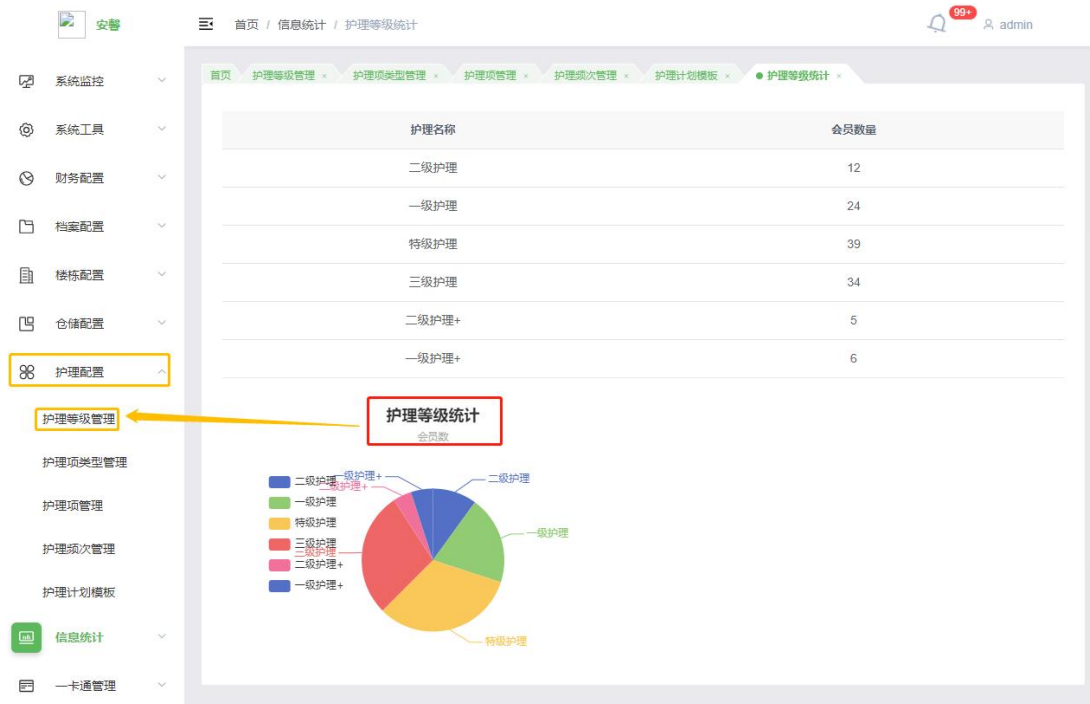 安馨
首页 / 信息统计 / 护理等级统计
99+
admin
系统监控
系统工具
财务配置
档案配置
楼栋配置
仓储配置
护理配置
护理等级管理
护理项类型管理
护理项管理
护理频次管理
护理计划模板
信息统计
一卡通管理
首页 护理等级管理 × 护理项类型管理 × 护理项管理 × 护理频次管理 × 护理计划模板 × 护理等级统计 ×
护理名称 会员数量
二级护理 12
一级护理 24
特级护理 39
三级护理 34
二级护理+ 5
一级护理+ 6
护理等级统计
会员数
二级护理
一级护理
特级护理
三级护理
二级护理+
一级护理+
一级护理+
二级护理+
三级护理
二级护理
一级护理
特级护理